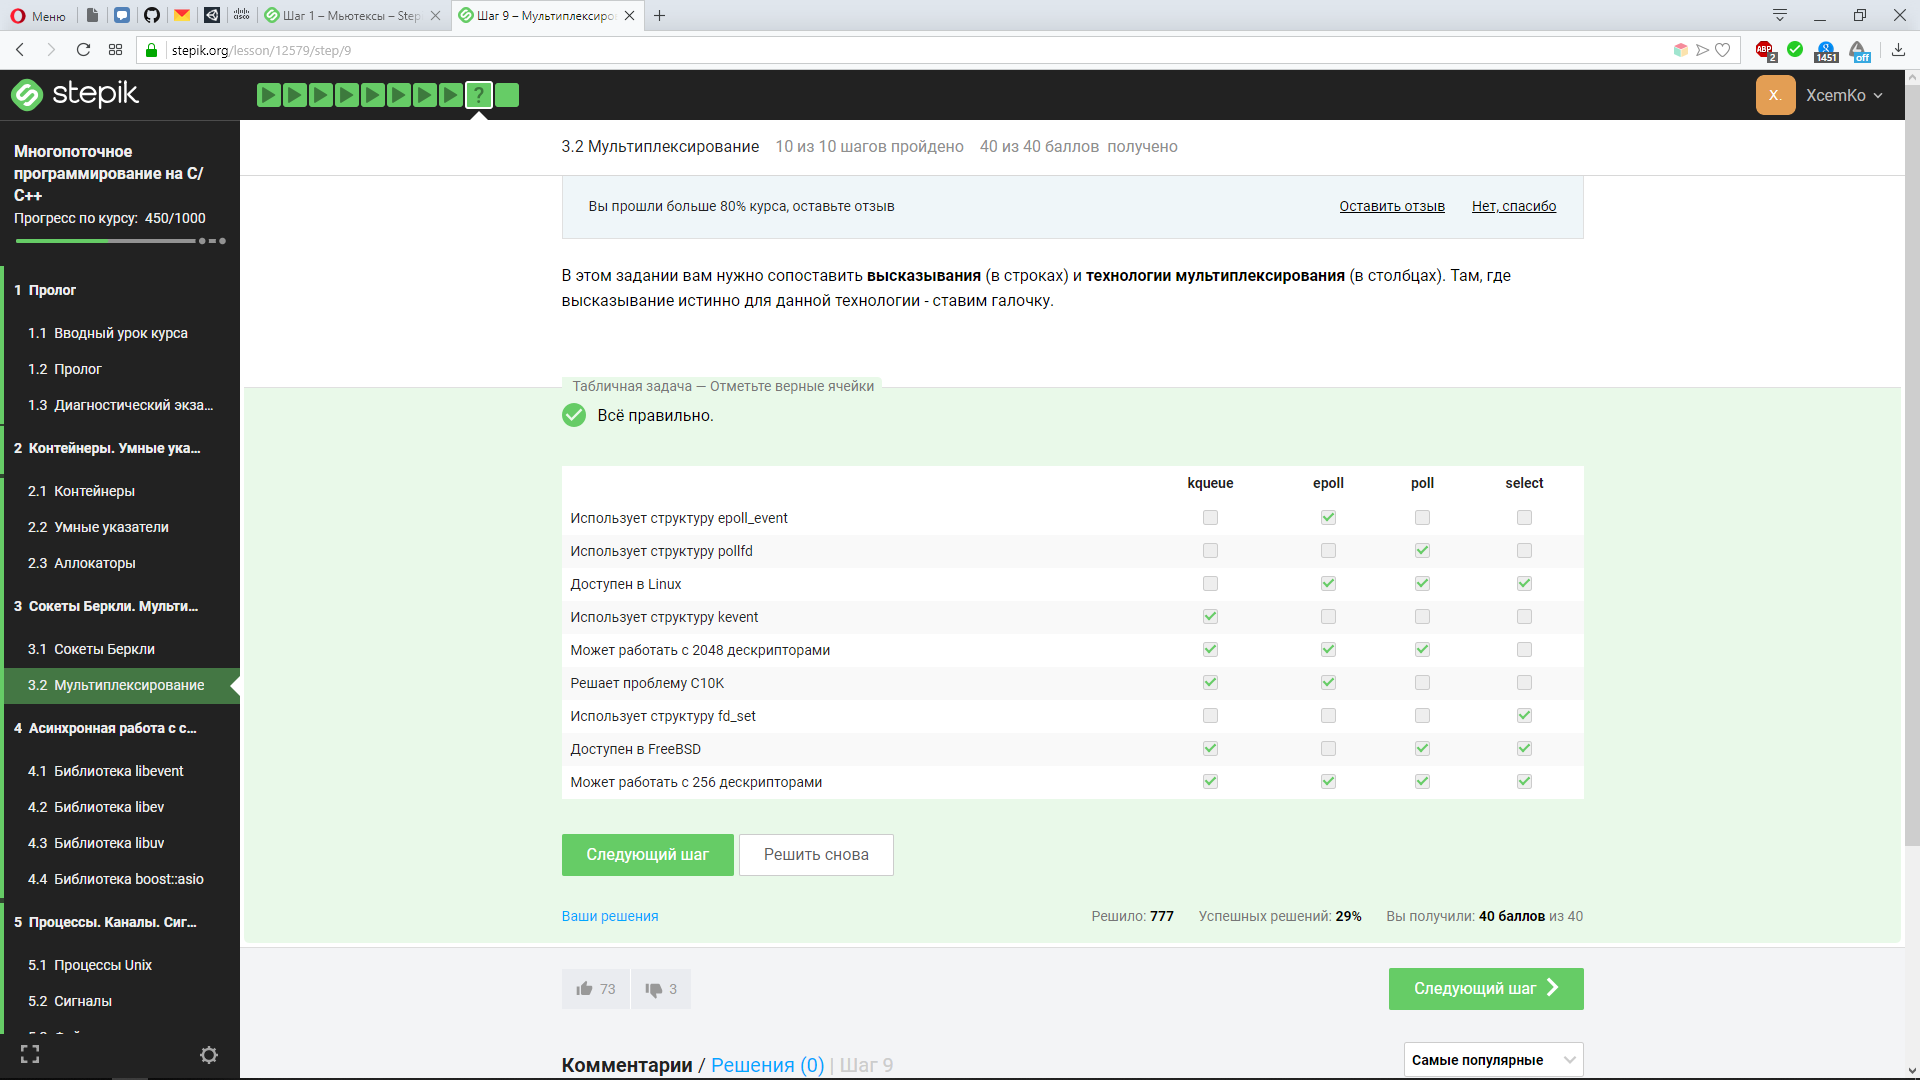 Меню
Шаг 1 – Мьютексы – Step
Шаг 9 – Мультиплексиро
stepik.org/lesson/12579/step/9
ABP
2
1451
off
stepik
?
X.
XcemKo
Многопоточное
программирование на C/
C++
Прогресс по курсу: 450/1000
1 Пролог
1.1 Вводный урок курса
1.2 Пролог
1.3 Диагностический экза...
2 Контейнеры. Умные ука...
2.1 Контейнеры
2.2 Умные указатели
2.3 Аллокаторы
3 Сокеты Беркли. Мульти...
3.1 Сокеты Беркли
3.2 Мультиплексирование
4 Асинхронная работа с с...
4.1 Библиотека libevent
4.2 Библиотека libev
4.3 Библиотека libuv
4.4 Библиотека boost::asio
5 Процессы. Каналы. Сиг...
5.1 Процессы Unix
5.2 Сигналы
3.2 Мультиплексирование 10 из 10 шагов пройдено 40 из 40 баллов получено
Вы прошли больше 80% курса, оставьте отзыв
Оставить отзыв
Нет, спасибо
В этом задании вам нужно сопоставить высказывания (в строках) и технологии мультиплексирования (в столбцах). Там, где
высказывание истинно для данной технологии - ставим галочку.
Табличная задача — Отметьте верные ячейки
Всё правильно.
kqueue epoll poll select
Использует структуру epoll_event
Использует структуру pollfd
Доступен в Linux
Использует структуру kevent
Может работать с 2048 дескрипторами
Решает проблему C10K
Использует структуру fd_set
Доступен в FreeBSD
Может работать с 256 дескрипторами
Следующий шаг
Решить снова
Ваши решения
Решило: 777 Успешных решений: 29% Вы получили: 40 баллов из 40
73
3
Следующий шаг
Комментарии / Решения (0) | Шаг 9
Самые популярные